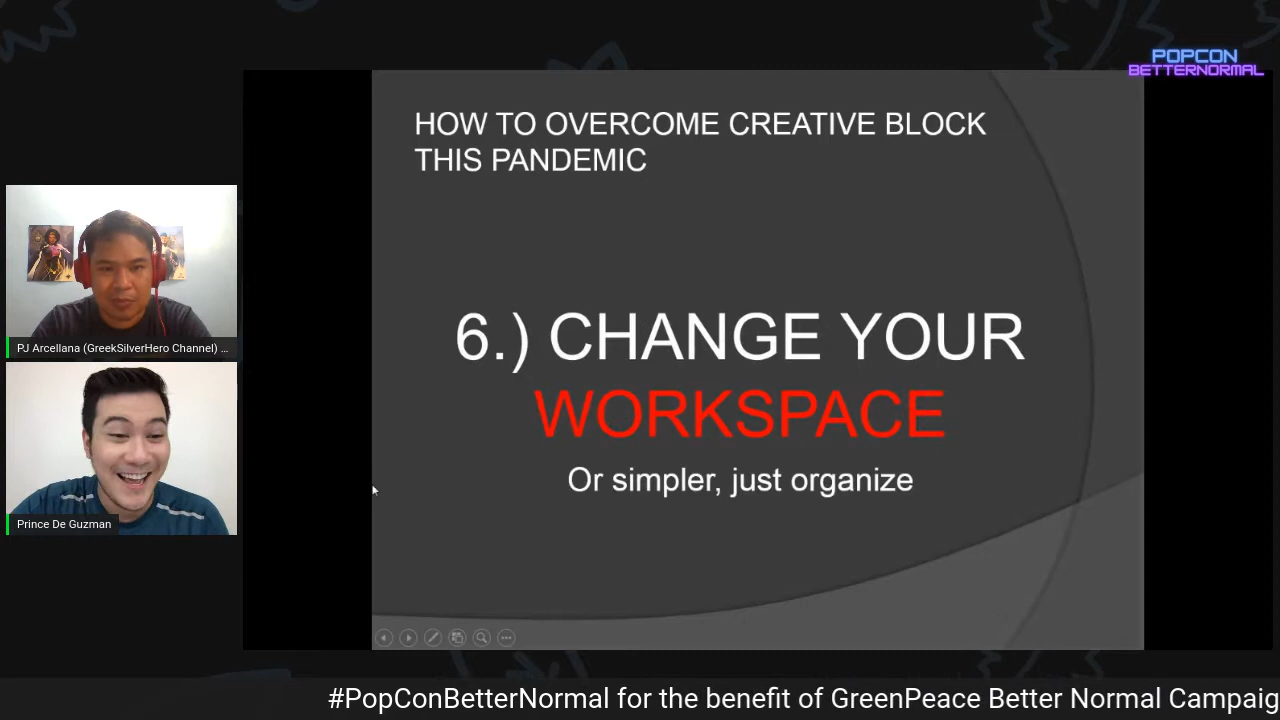 POPCON
BETTERNORMAL
HOW TO OVERCOME CREATIVE BLOCK
THIS PANDEMIC
6.) CHANGE YOUR
WORKSPACE
Or simpler, just organize
PJ Arcellana (GreekSilverHero Channel) ...
Prince De Guzman
#PopConBetterNormal for the benefit of GreenPeace Better Normal Campaig